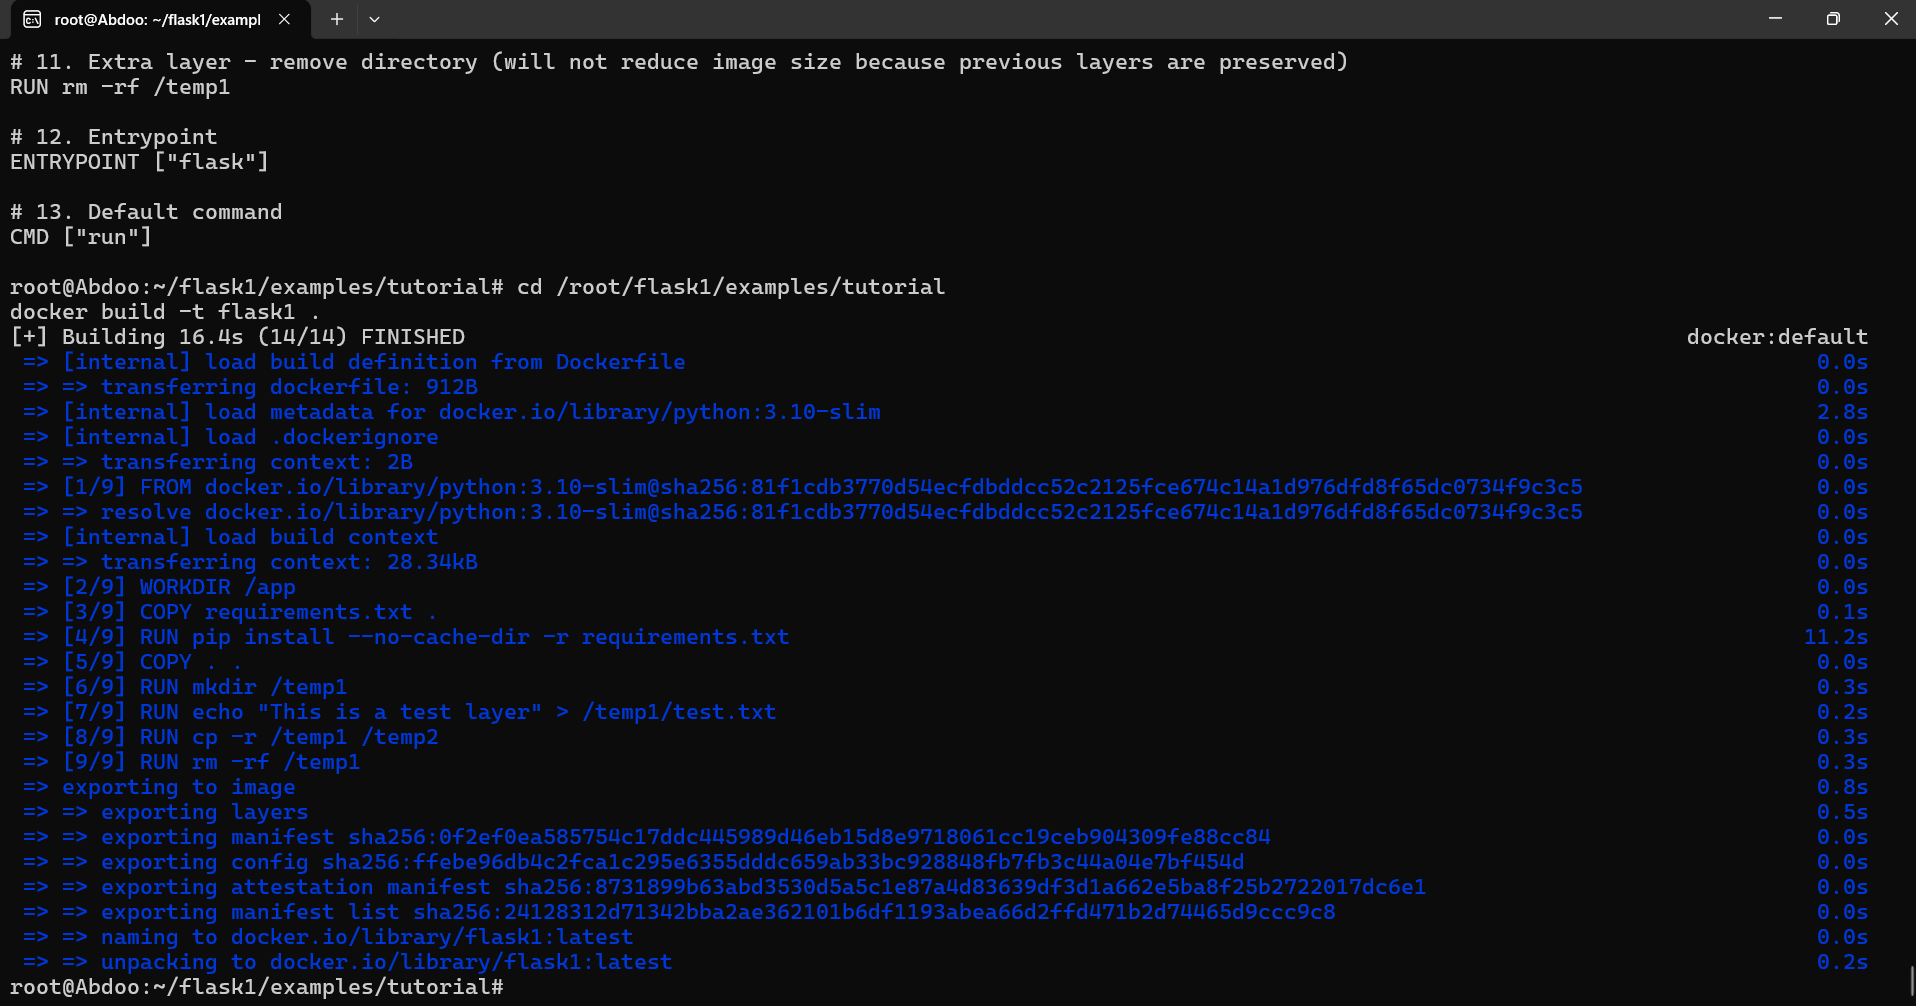 root@Abdoo: ~/flask1/exampl
# 11. Extra layer - remove directory (will not reduce image size because previous layers are preserved)
RUN rm -rf /temp1
# 12. Entrypoint
ENTRYPOINT ["flask"]
# 13. Default command
CMD ["run"]
root@Abdoo:~/flask1/examples/tutorial# cd /root/flask1/examples/tutorial
docker build -t flask1 .
[+] Building 16.4s (14/14) FINISHED docker:default
=> [internal] load build definition from Dockerfile 0.0s
=> => transferring dockerfile: 912B 0.0s
=> [internal] load metadata for docker.io/library/python:3.10-slim 2.8s
=> [internal] load .dockerignore 0.0s
=> => transferring context: 2B 0.0s
=> [1/9] FROM docker.io/library/python:3.10-slim@sha256:81f1cdb3770d54ecfdbddcc52c2125fce674c14a1d976dfd8f65dc0734f9c3c5 0.0s
=> => resolve docker.io/library/python:3.10-slim@sha256:81f1cdb3770d54ecfdbddcc52c2125fce674c14a1d976dfd8f65dc0734f9c3c5 0.0s
=> [internal] load build context 0.0s
=> => transferring context: 28.34kB 0.0s
=> [2/9] WORKDIR /app 0.0s
=> [3/9] COPY requirements.txt . 0.1s
=> [4/9] RUN pip install --no-cache-dir -r requirements.txt 11.2s
=> [5/9] COPY . . 0.0s
=> [6/9] RUN mkdir /temp1 0.3s
=> [7/9] RUN echo "This is a test layer" > /temp1/test.txt 0.2s
=> [8/9] RUN cp -r /temp1 /temp2 0.3s
=> [9/9] RUN rm -rf /temp1 0.3s
=> exporting to image 0.8s
=> => exporting layers 0.5s
=> => exporting manifest sha256:0f2ef0ea585754c17ddc445989d46eb15d8e9718061cc19ceb904309fe88cc84 0.0s
=> => exporting config sha256:ffebe96db4c2fca1c295e6355dddc659ab33bc928848fb7fb3c44a04e7bf454d 0.0s
=> => exporting attestation manifest sha256:8731899b63abd3530d5a5c1e87a4d83639df3d1a662e5ba8f25b2722017dc6e1 0.0s
=> => exporting manifest list sha256:24128312d71342bba2ae362101b6df1193abea66d2ffd471b2d74465d9ccc9c8 0.0s
=> => naming to docker.io/library/flask1:latest 0.0s
=> => unpacking to docker.io/library/flask1:latest 0.2s
root@Abdoo:~/flask1/examples/tutorial#